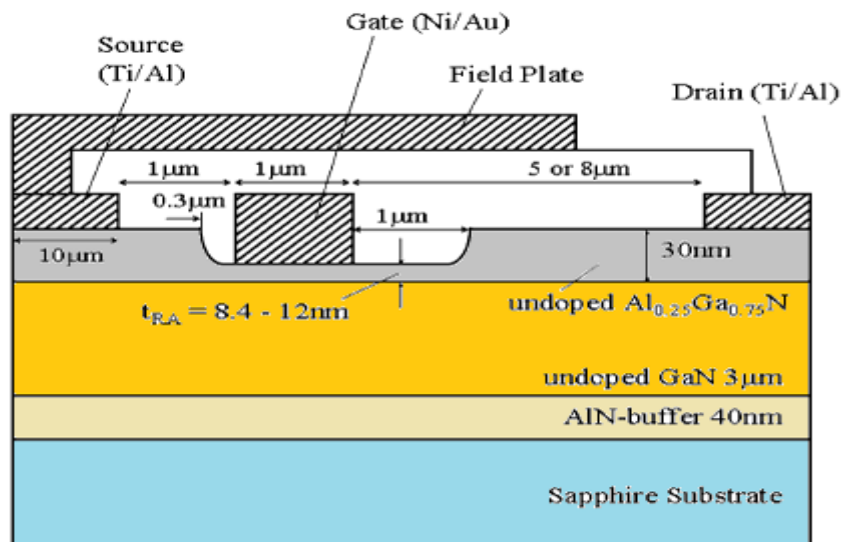 Gate (Ni/Au)
Source
(Ti/Al)
Field Plate
Drain (Ti/Al)
1μm
1μm
5 or 8μm
0.3μm
1μm
10μm
30nm
t_RA = 8.4 - 12nm
undoped Al₀.₂₅Ga₀.₇₅N
undoped GaN 3μm
AlN-buffer 40nm
Sapphire Substrate